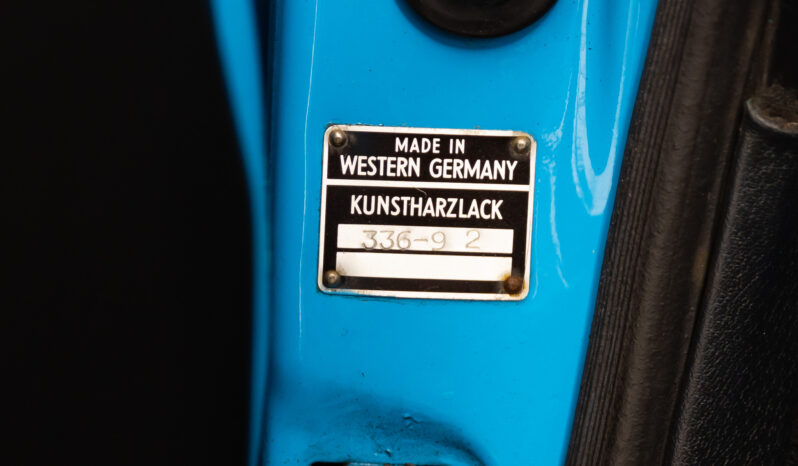 MADE IN
WESTERN GERMANY
KUNSTHARZLACK
336-9 2